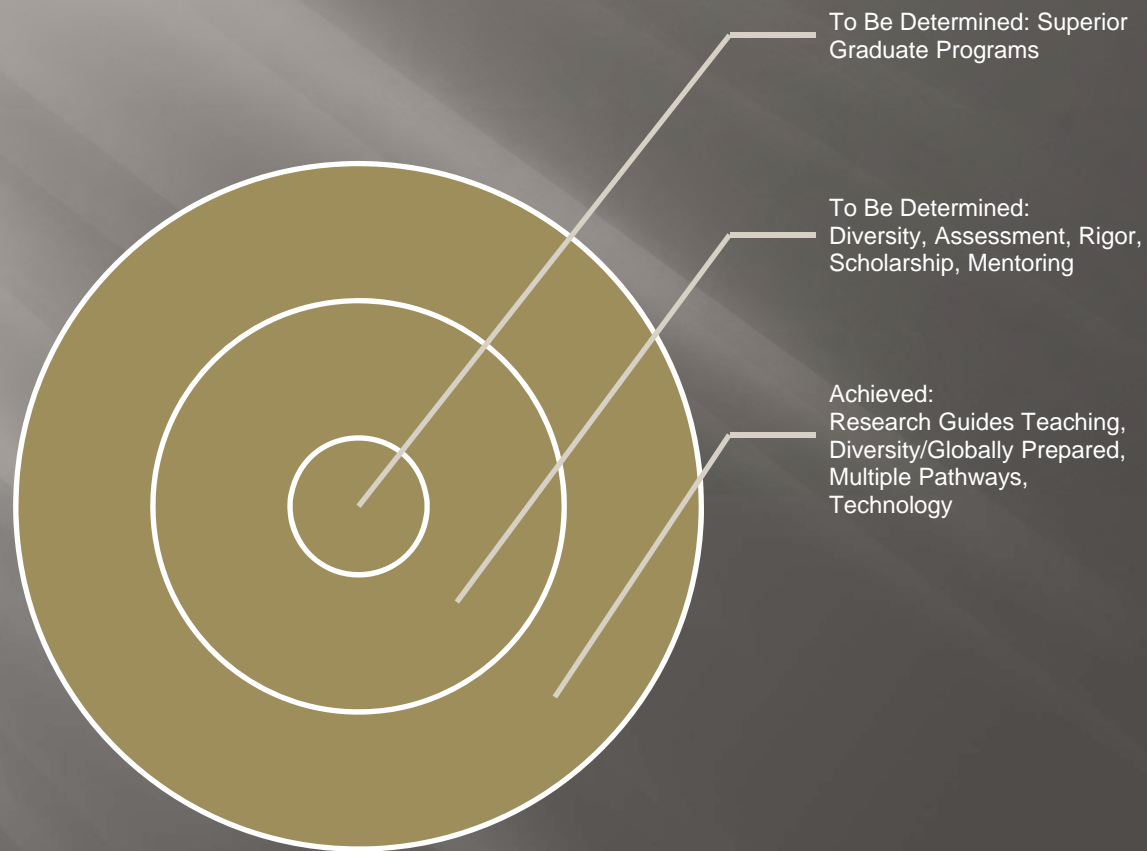 To Be Determined: Superior
Graduate Programs
To Be Determined:
Diversity, Assessment, Rigor,
Scholarship, Mentoring
Achieved:
Research Guides Teaching,
Diversity/Globally Prepared,
Multiple Pathways,
Technology